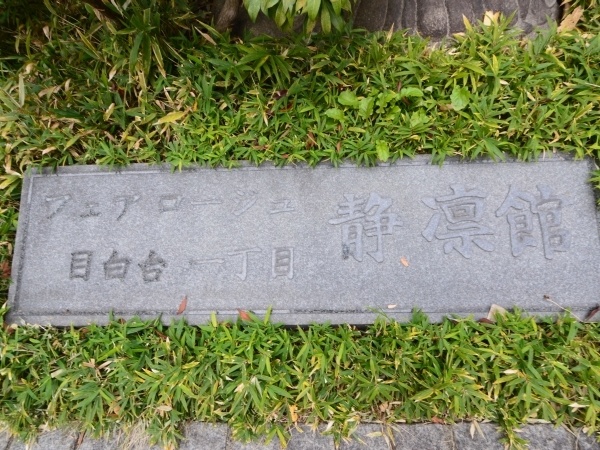 フェアロージュ
目白台 一丁目
静凛館